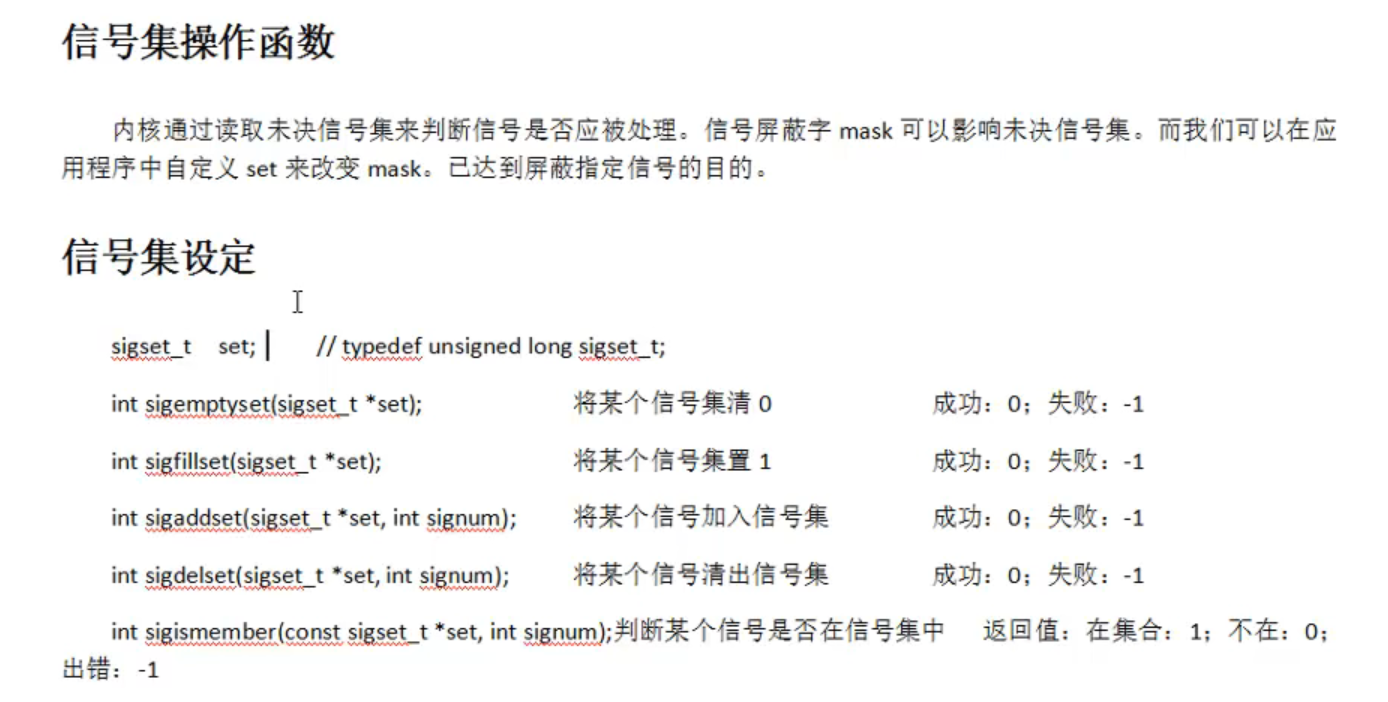 信号集操作函数
内核通过读取未决信号集来判断信号是否应被处理。信号屏蔽字 mask 可以影响未决信号集。而我们可以在应
用程序中自定义 set 来改变 mask。已达到屏蔽指定信号的目的。
信号集设定
sigset_t set; // typedef unsigned long sigset_t;
int sigemptyset(sigset_t *set); 将某个信号集清 0 成功：0；失败：-1
int sigfillset(sigset_t *set); 将某个信号集置 1 成功：0；失败：-1
int sigaddset(sigset_t *set, int signum); 将某个信号加入信号集 成功：0；失败：-1
int sigdelset(sigset_t *set, int signum); 将某个信号清出信号集 成功：0；失败：-1
int sigismember(const sigset_t *set, int signum);判断某个信号是否在信号集中 返回值：在集合：1；不在：0；
出错：-1